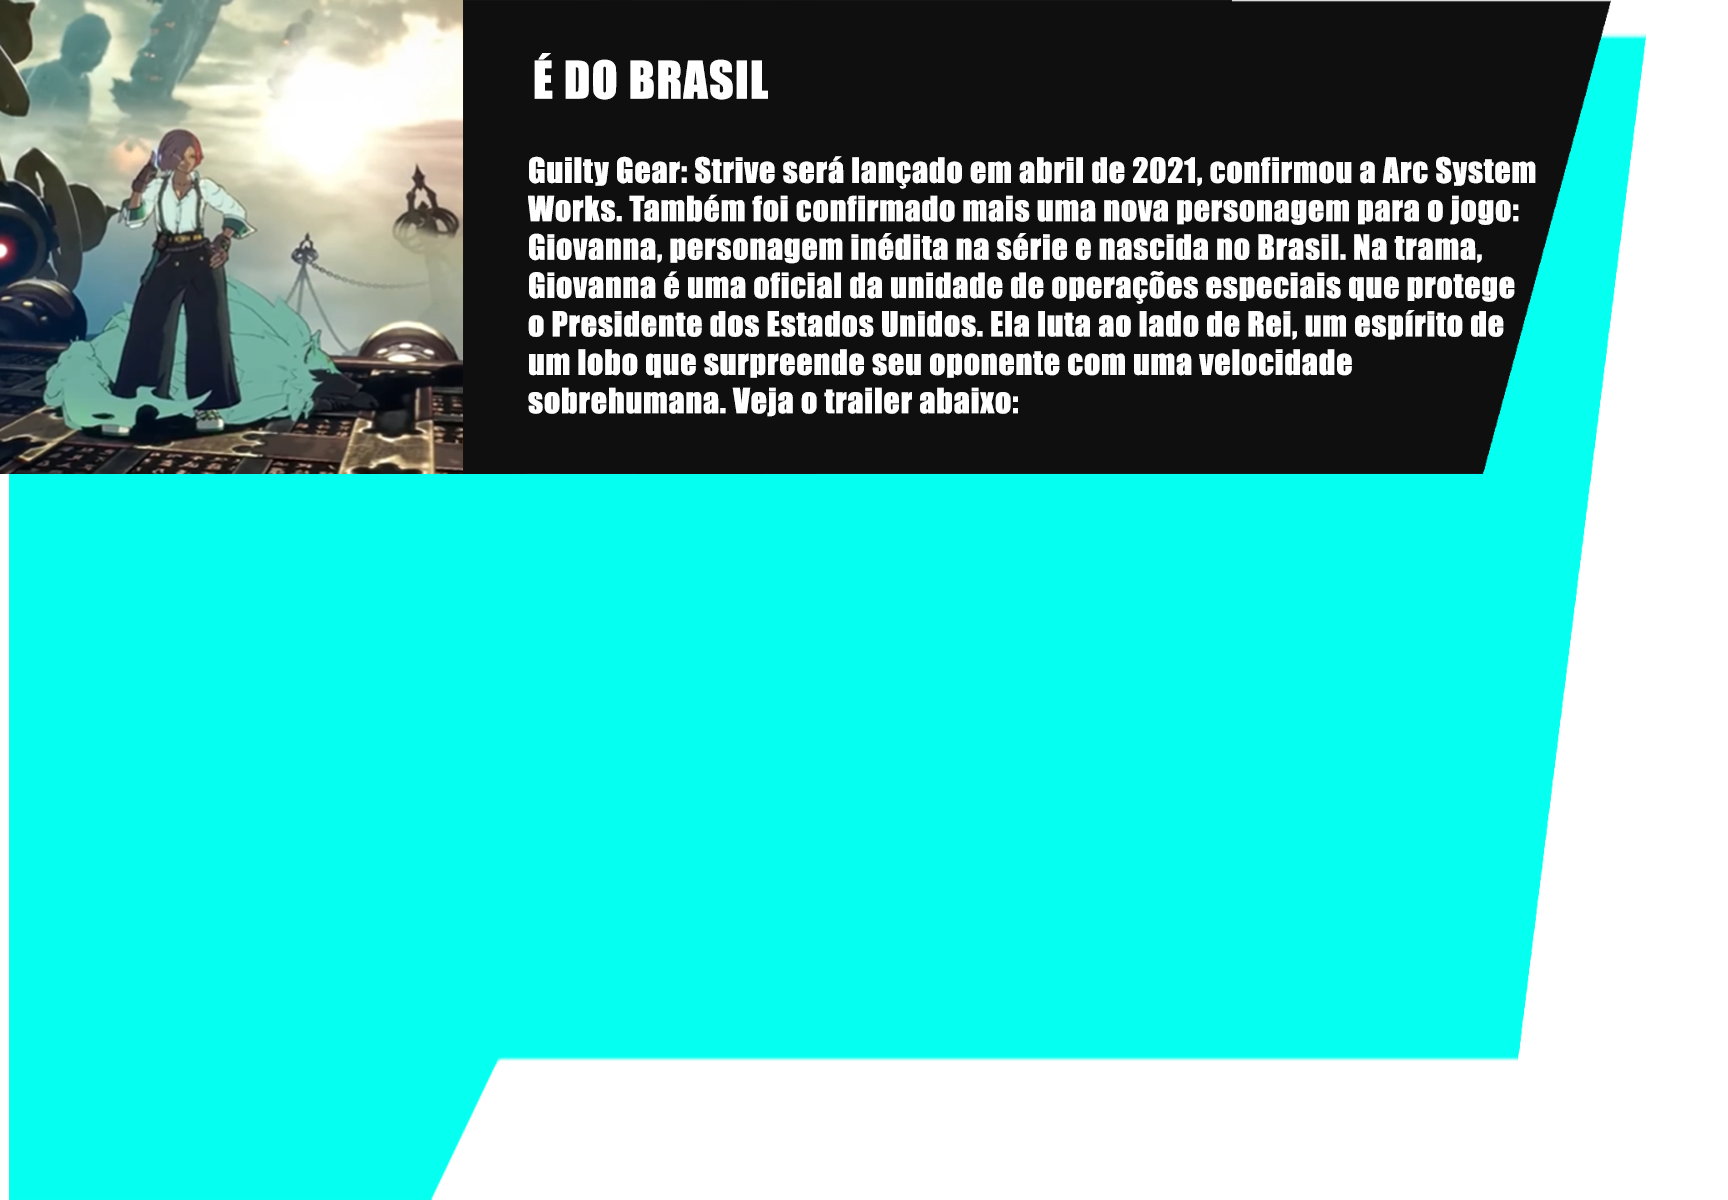 É DO BRASIL
Guilty Gear: Strive será lançado em abril de 2021, confirmou a Arc System
Works. Também foi confirmado mais uma nova personagem para o jogo:
Giovanna, personagem inédita na série e nascida no Brasil. Na trama,
Giovanna é uma oficial da unidade de operações especiais que protege
o Presidente dos Estados Unidos. Ela luta ao lado de Rei, um espírito de
um lobo que surpreende seu oponente com uma velocidade
sobrehumana. Veja o trailer abaixo: